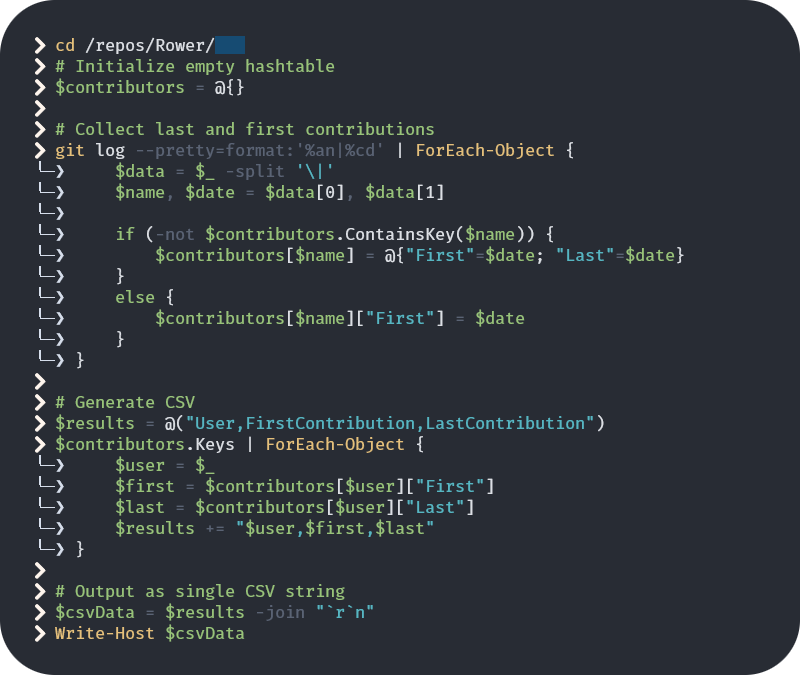 ❯ cd /repos/Rower/
❯ # Initialize empty hashtable
❯ $contributors = @{}
❯
❯ # Collect last and first contributions
❯ git log --pretty=format:'%an|%cd' | ForEach-Object {
╰─❯     $data = $_ -split '\|'
╰─❯     $name, $date = $data[0], $data[1]
╰─❯
╰─❯     if (-not $contributors.ContainsKey($name)) {
╰─❯         $contributors[$name] = @{"First"=$date; "Last"=$date}
╰─❯     }
╰─❯     else {
╰─❯         $contributors[$name]["First"] = $date
╰─❯     }
╰─❯ }
❯
❯ # Generate CSV
❯ $results = @("User,FirstContribution,LastContribution")
❯ $contributors.Keys | ForEach-Object {
╰─❯     $user = $_
╰─❯     $first = $contributors[$user]["First"]
╰─❯     $last = $contributors[$user]["Last"]
╰─❯     $results += "$user,$first,$last"
╰─❯ }
❯
❯ # Output as single CSV string
❯ $csvData = $results -join "`r`n"
❯ Write-Host $csvData